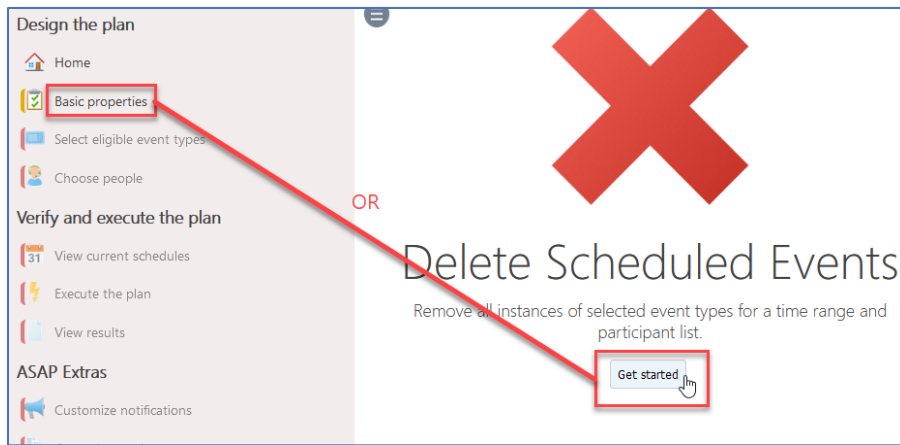 Design the plan
Home
Basic properties
Select eligible event types
Choose people
Verify and execute the plan
31
View current schedules
Execute the plan
View results
ASAP Extras
Customize notifications
OR
Delete Scheduled Events
Remove all instances of selected event types for a time range and
participant list.
Get started